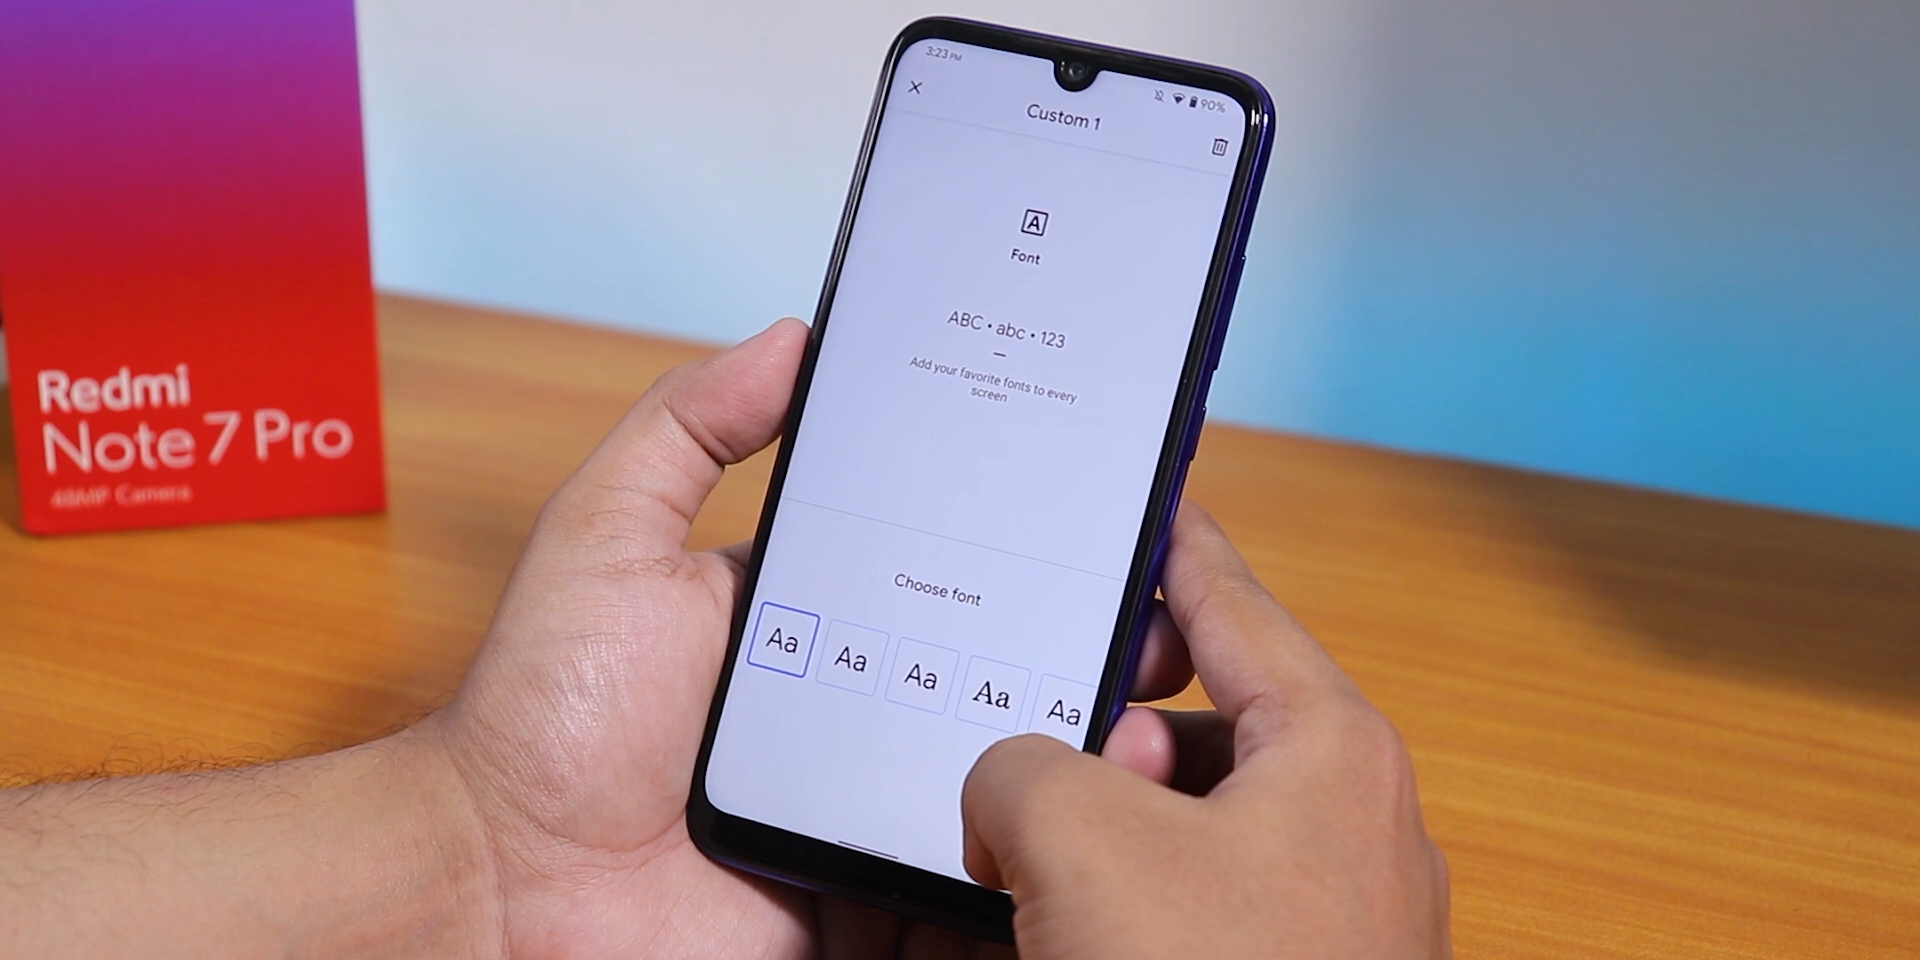 Redmi
Note 7 Pro
48MP Camera
3:23 PM
90%
Custom 1
A
Font
ABC • abc • 123
Add your favorite fonts to every
screen
Choose font
Aa Aa Aa Aa Aa